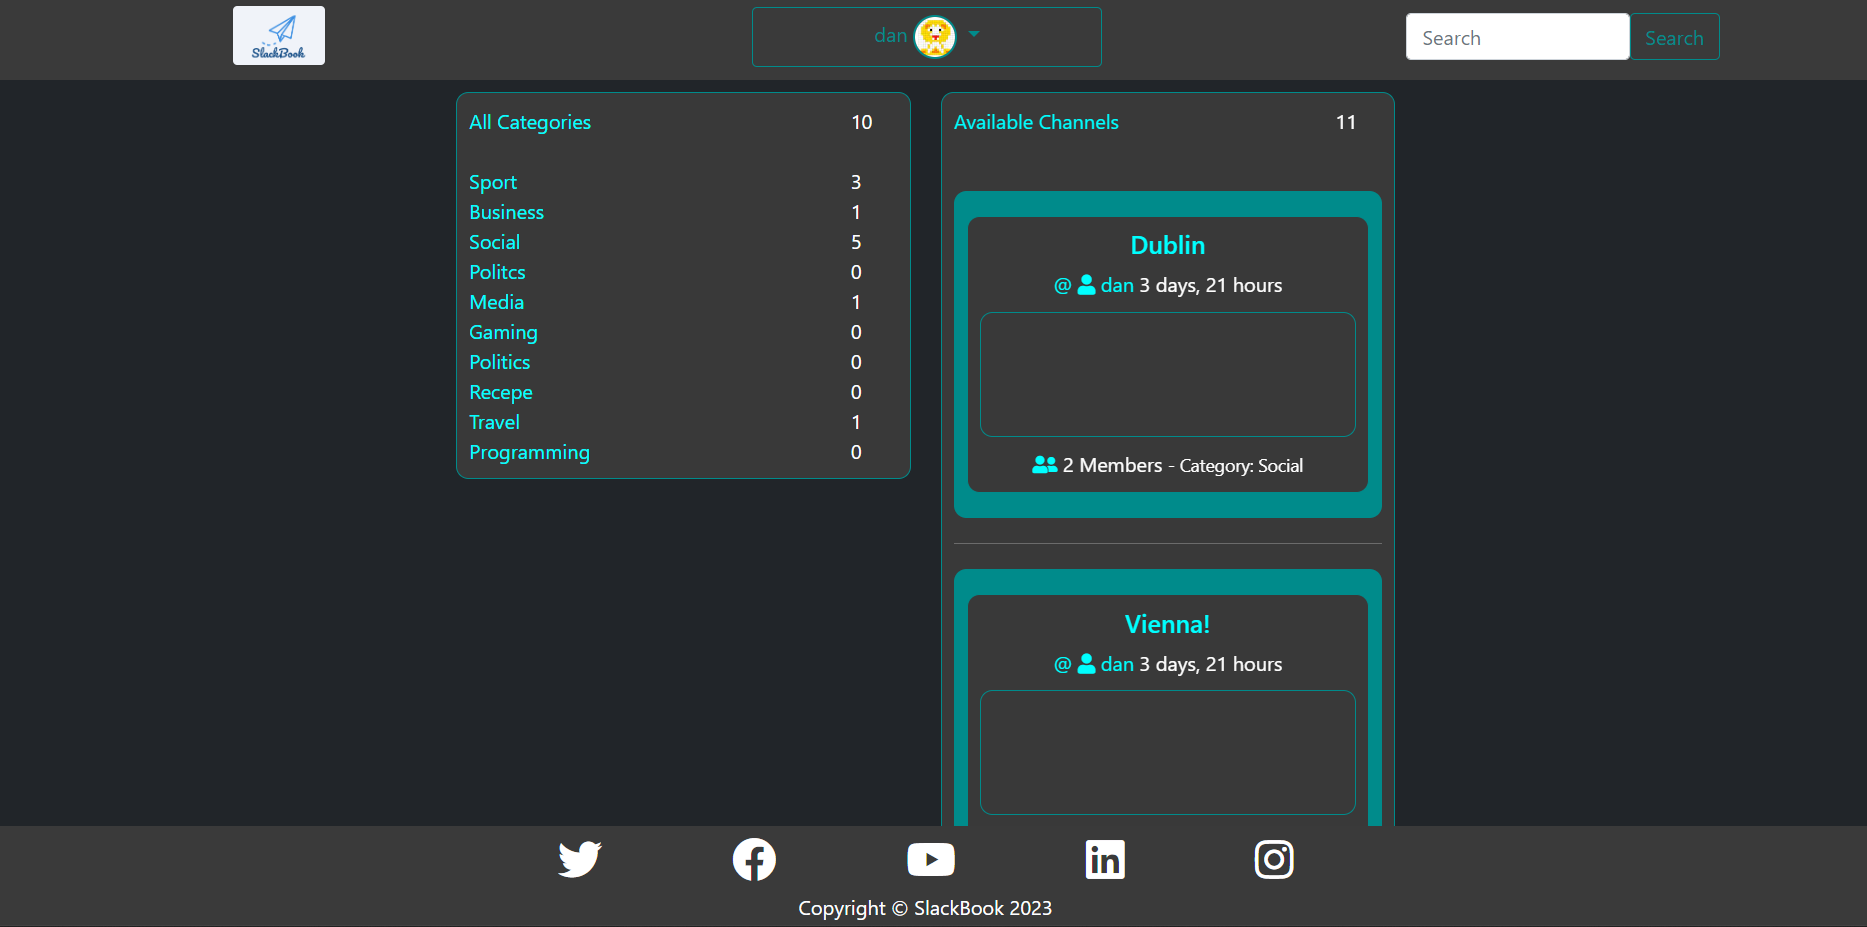 SlackBook
dan
Search
Search
All Categories 10
Sport 3
Business 1
Social 5
Politcs 0
Media 1
Gaming 0
Politics 0
Recepe 0
Travel 1
Programming 0
Available Channels 11
Dublin
@ dan 3 days, 21 hours
2 Members - Category: Social
Vienna!
@ dan 3 days, 21 hours
Copyright © SlackBook 2023